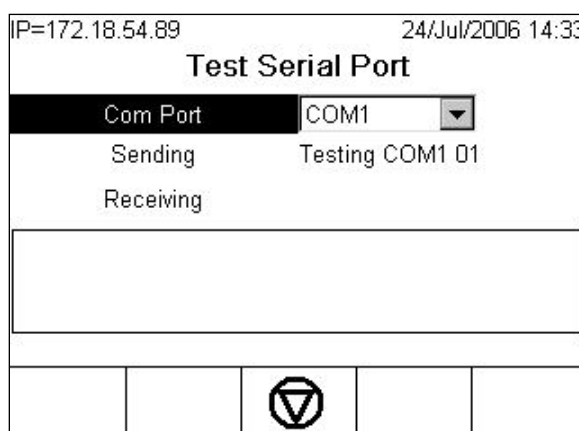 IP=172.18.54.89 24/Jul/2006 14:33
Test Serial Port
Com Port COM1
Sending Testing COM1 01
Receiving